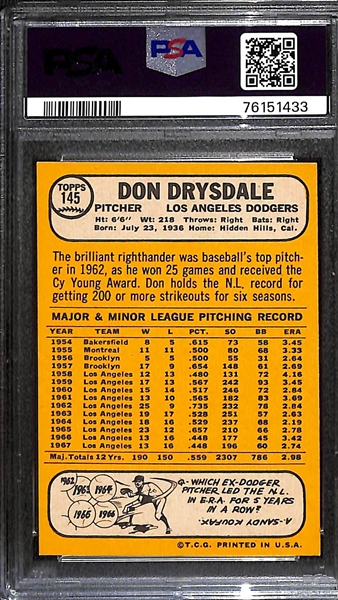 PSA
PSA
76151433
TOPPS
145
DON DRYSDALE
PITCHER LOS ANGELES DODGERS
Ht: 6'6" Wt: 218 Throws: Right Bats: Right
Born: July 23, 1936 Home: Hidden Hills, Cal.
The brilliant righthander was baseball's top pitch-
er in 1962, as he won 25 games and received the
Cy Young Award. Don holds the N.L. record for
getting 200 or more strikeouts for six seasons.
MAJOR & MINOR LEAGUE PITCHING RECORD
YEAR TEAM W L PCT. SO BB ERA
1954 Bakersfield 8 5 .615 73 58 3.45
1955 Montreal 11 11 .500 80 68 3.33
1956 Brooklyn 5 5 .500 55 31 2.64
1957 Brooklyn 17 9 .654 148 61 2.69
1958 Los Angeles 12 13 .480 131 72 4.16
1959 Los Angeles 17 13 .567 242 93 3.45
1960 Los Angeles 15 14 .517 246 72 2.84
1961 Los Angeles 13 10 .565 182 83 3.69
1962 Los Angeles 25 9 .735 232 78 2.84
1963 Los Angeles 19 17 .528 251 57 2.63
1964 Los Angeles 18 16 .529 237 68 2.19
1965 Los Angeles 23 12 .657 210 66 2.78
1966 Los Angeles 13 16 .448 177 45 3.42
1967 Los Angeles 13 16 .448 196 60 2.74
Maj. Totals 12 Yrs. 190 150 .559 2307 786 2.98
1962
1963
1964
1965
1966
Q-WHICH EX-DODGER
PITCHER LED THE N.L.
IN E.R.A. FOR 5 YEARS
IN A ROW?
A-SANDY KOUFAX.
©T.C.G. PRINTED IN U.S.A.